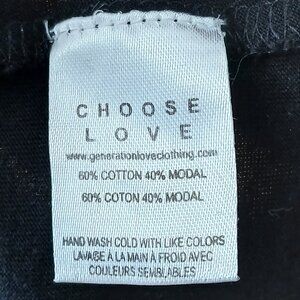 CHOOSE
LOVE
www.generationloveclothing.com
60% COTTON 40% MODAL
60% COTON 40% MODAL
HAND WASH COLD WITH LIKE COLORS
LAVAGE À LA MAIN À FROID AVEC
COULEURS SEMBLABLES